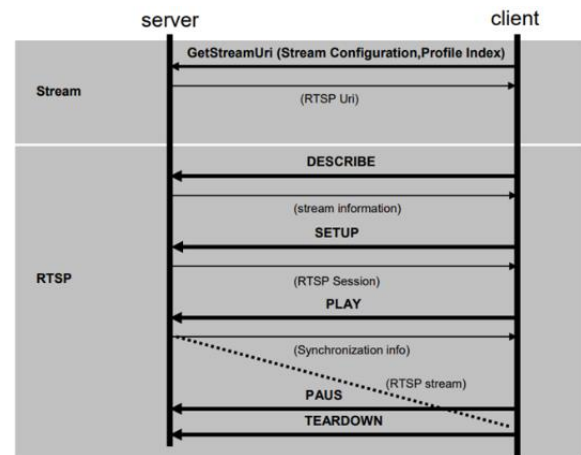 server
client
GetStreamUri (Stream Configuration,Profile Index)
Stream
(RTSP Uri)
DESCRIBE
(stream information)
SETUP
RTSP
(RTSP Session)
PLAY
(Synchronization info)
(RTSP stream)
PAUS
TEARDOWN